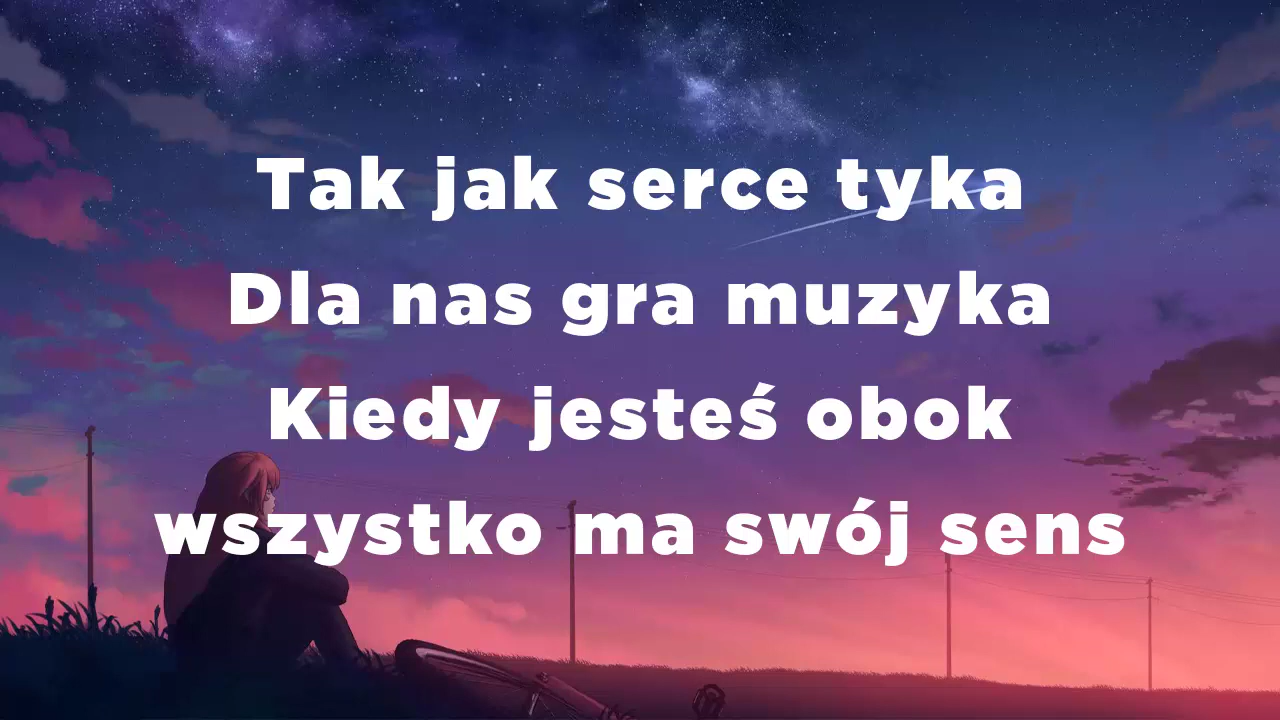 Tak jak serce tyka
Dla nas gra muzyka
Kiedy jesteś obok
wszystko ma swój sens